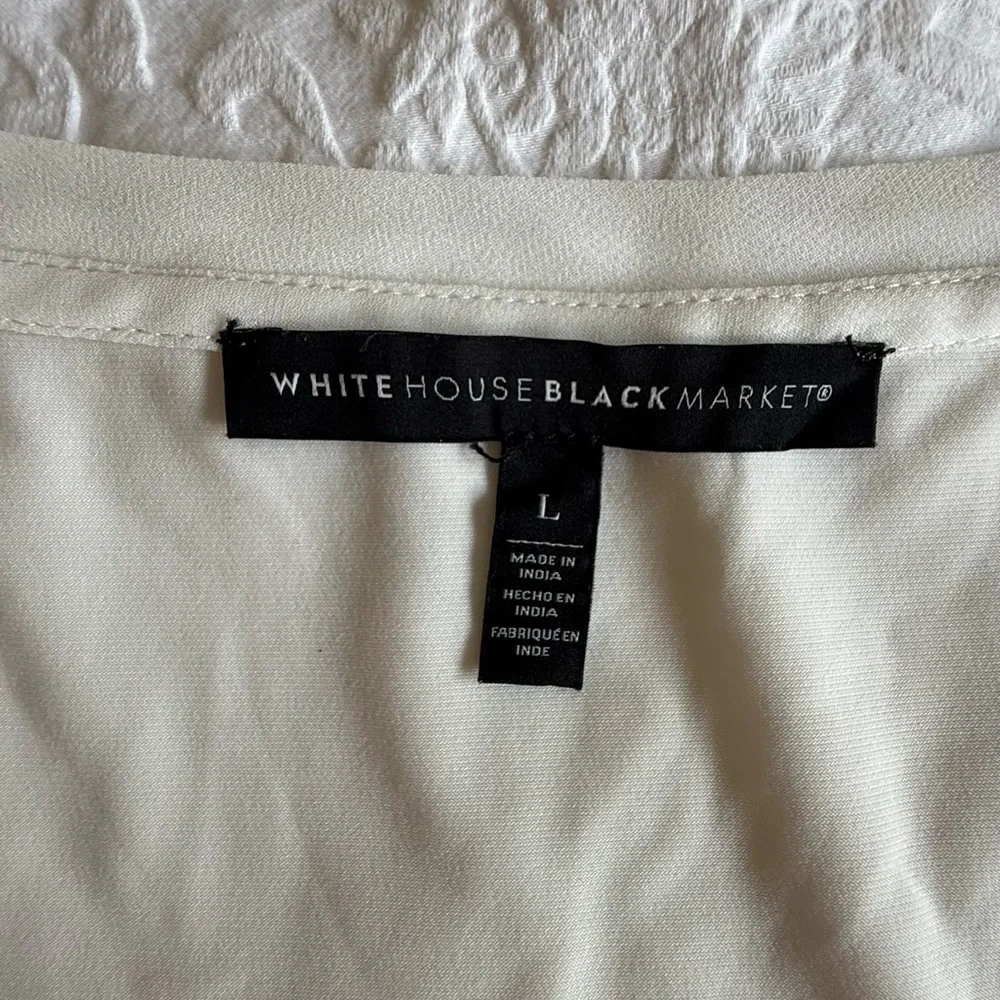 WHITE HOUSE BLACK MARKET®
L
MADE IN
INDIA
HECHO EN
INDIA
FABRIQUÉ EN
INDE